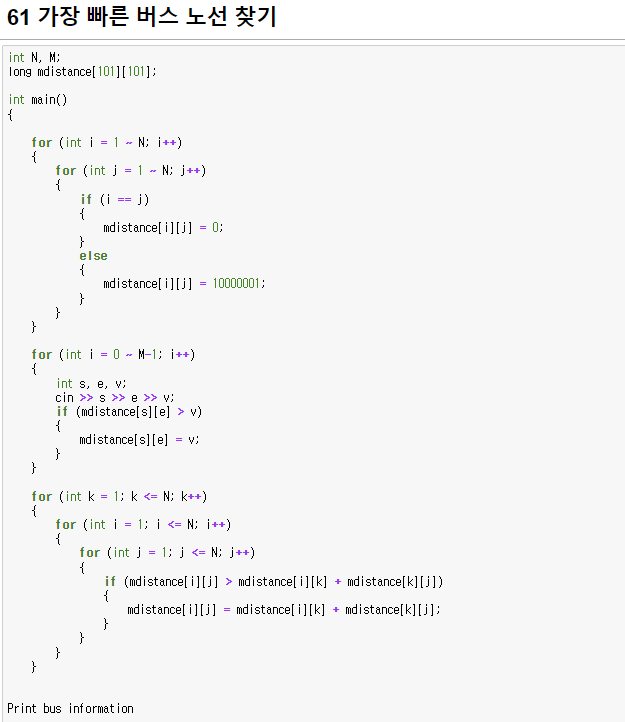 61 가장 빠른 버스 노선 찾기
int N, M;
long mdistance[101][101];
int main()
{
for (int i = 1 ~ N; i++)
{
for (int j = 1 ~ N; j++)
{
if (i == j)
{
mdistance[i][j] = 0;
}
else
{
mdistance[i][j] = 10000001;
}
}
}
for (int i = 0 ~ M-1; i++)
{
int s, e, v;
cin >> s >> e >> v;
if (mdistance[s][e] > v)
{
mdistance[s][e] = v;
}
}
for (int k = 1; k <= N; k++)
{
for (int i = 1; i <= N; i++)
{
for (int j = 1; j <= N; j++)
{
if (mdistance[i][j] > mdistance[i][k] + mdistance[k][j])
{
mdistance[i][j] = mdistance[i][k] + mdistance[k][j];
}
}
}
}
Print bus information